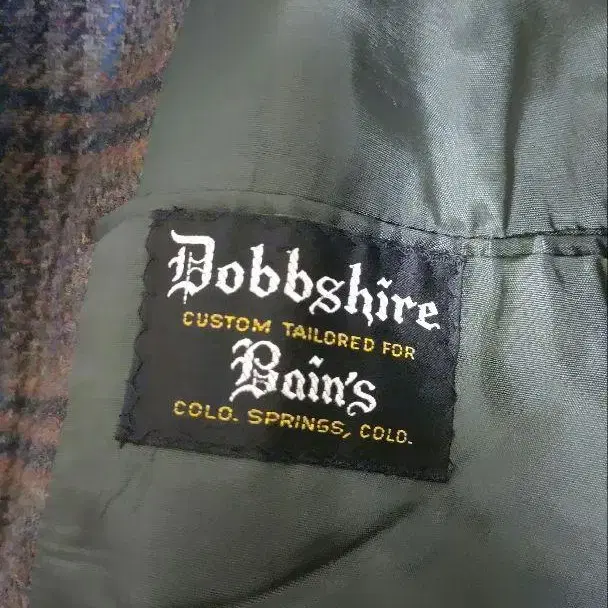 Dobbshire
CUSTOM TAILORED FOR
Bain's
COLO. SPRINGS, COLO.